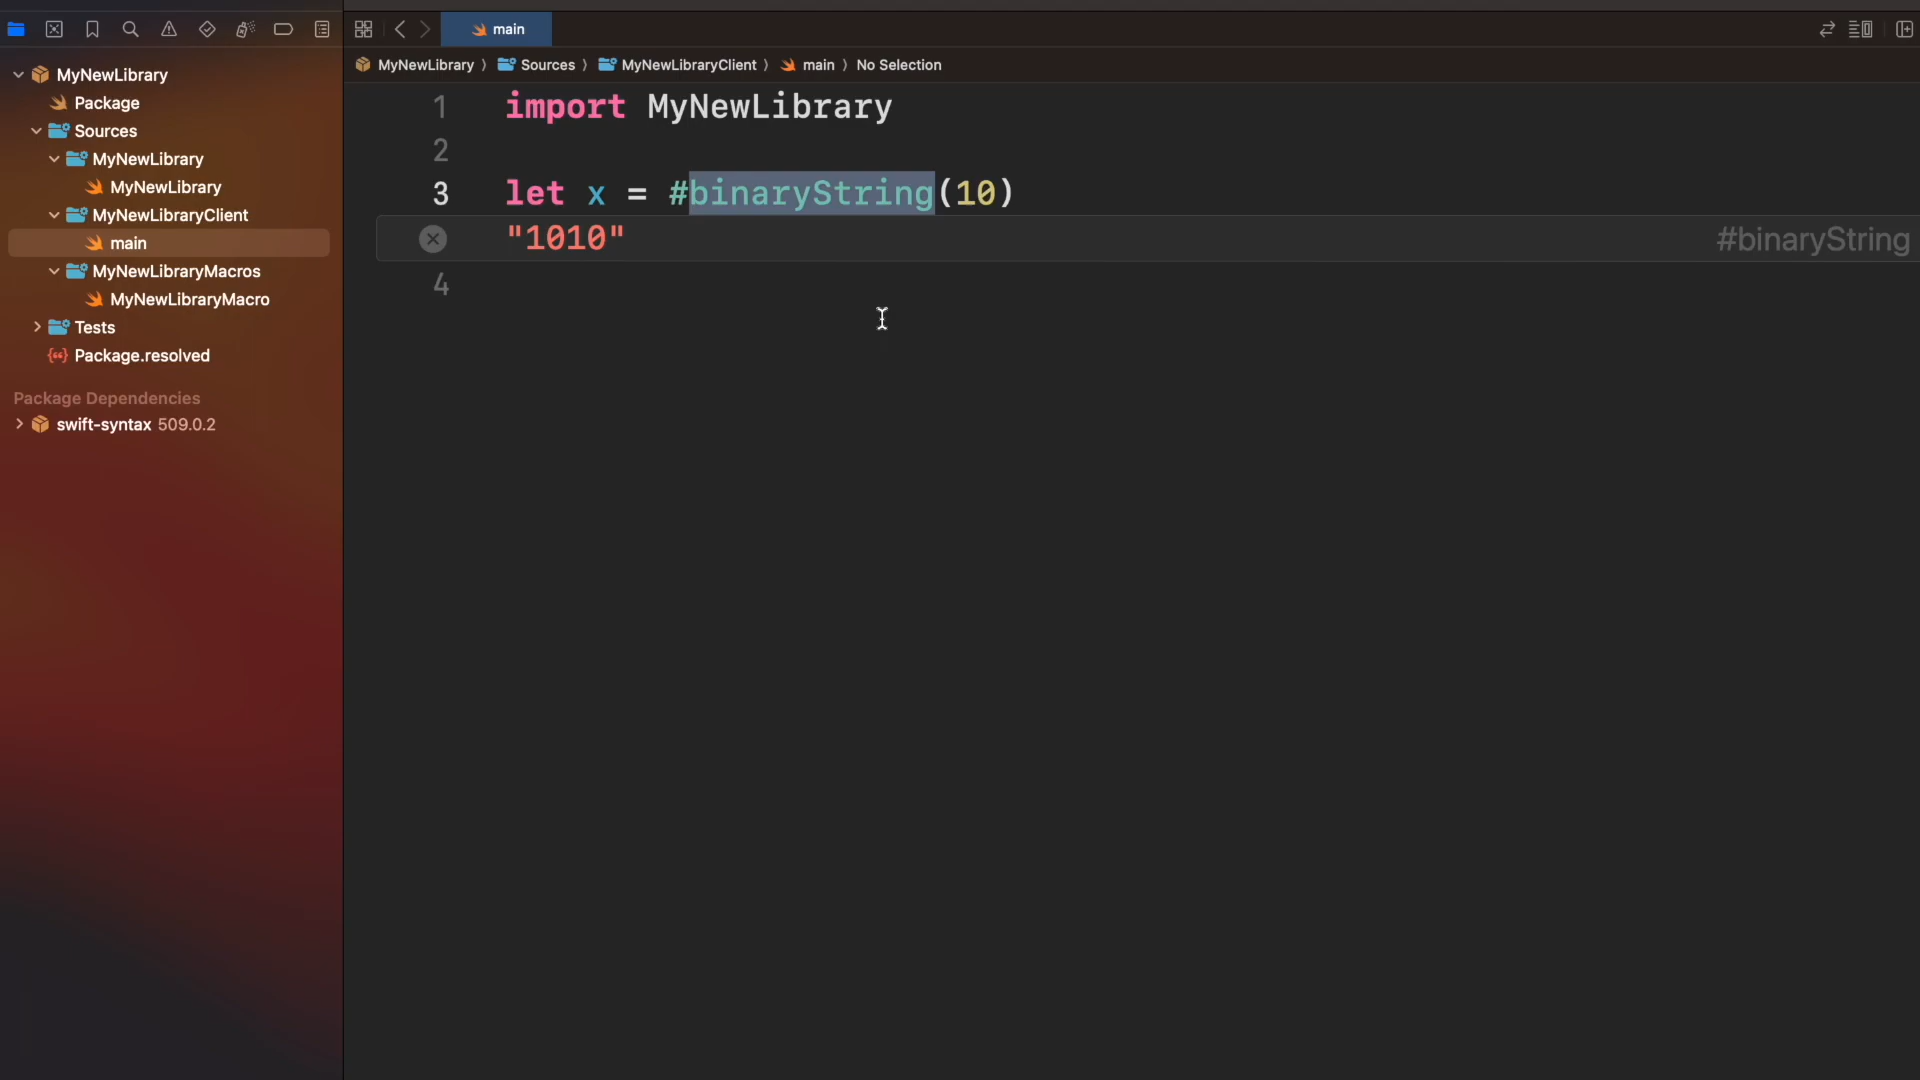 main
MyNewLibrary
Package
Sources
MyNewLibrary
MyNewLibrary
MyNewLibraryClient
main
MyNewLibraryMacros
MyNewLibraryMacro
Tests
Package.resolved
Package Dependencies
swift-syntax 509.0.2
MyNewLibrary 〉 Sources 〉 MyNewLibraryClient 〉 main 〉 No Selection
1 import MyNewLibrary
2
3 let x = #binaryString(10)
"1010" #binaryString
4